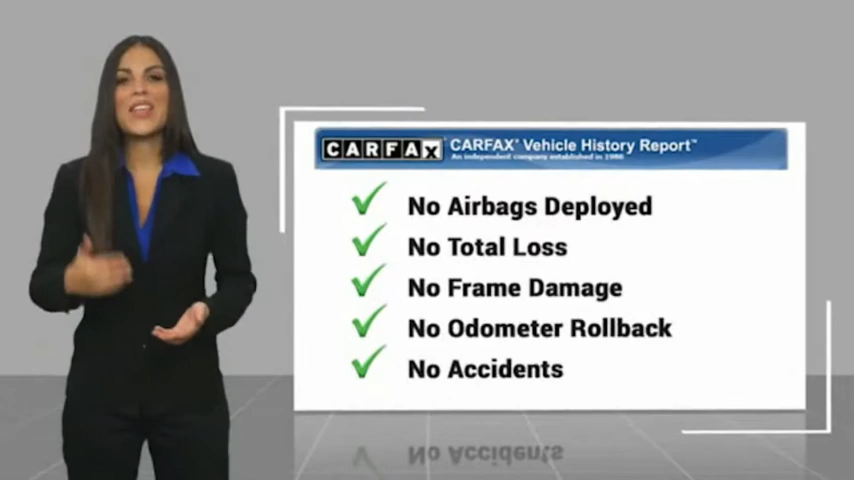 CARFAX CARFAX® Vehicle History Report™
An independent company established in 1986
No Airbags Deployed
No Total Loss
No Frame Damage
No Odometer Rollback
No Accidents
No Accidents